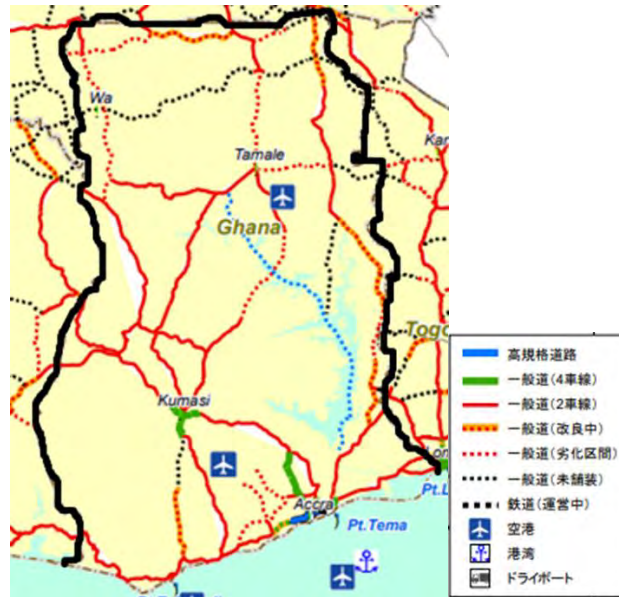 Wa
Tamale
Kar
Ghana
Togo
Kumasi
Lom
Accra
Pt.L
Pt.Tema
高規格道路
一般道(4車線)
一般道(2車線)
一般道(改良中)
一般道(劣化区間)
一般道(未舗装)
鉄道(運営中)
空港
港湾
ドライポート